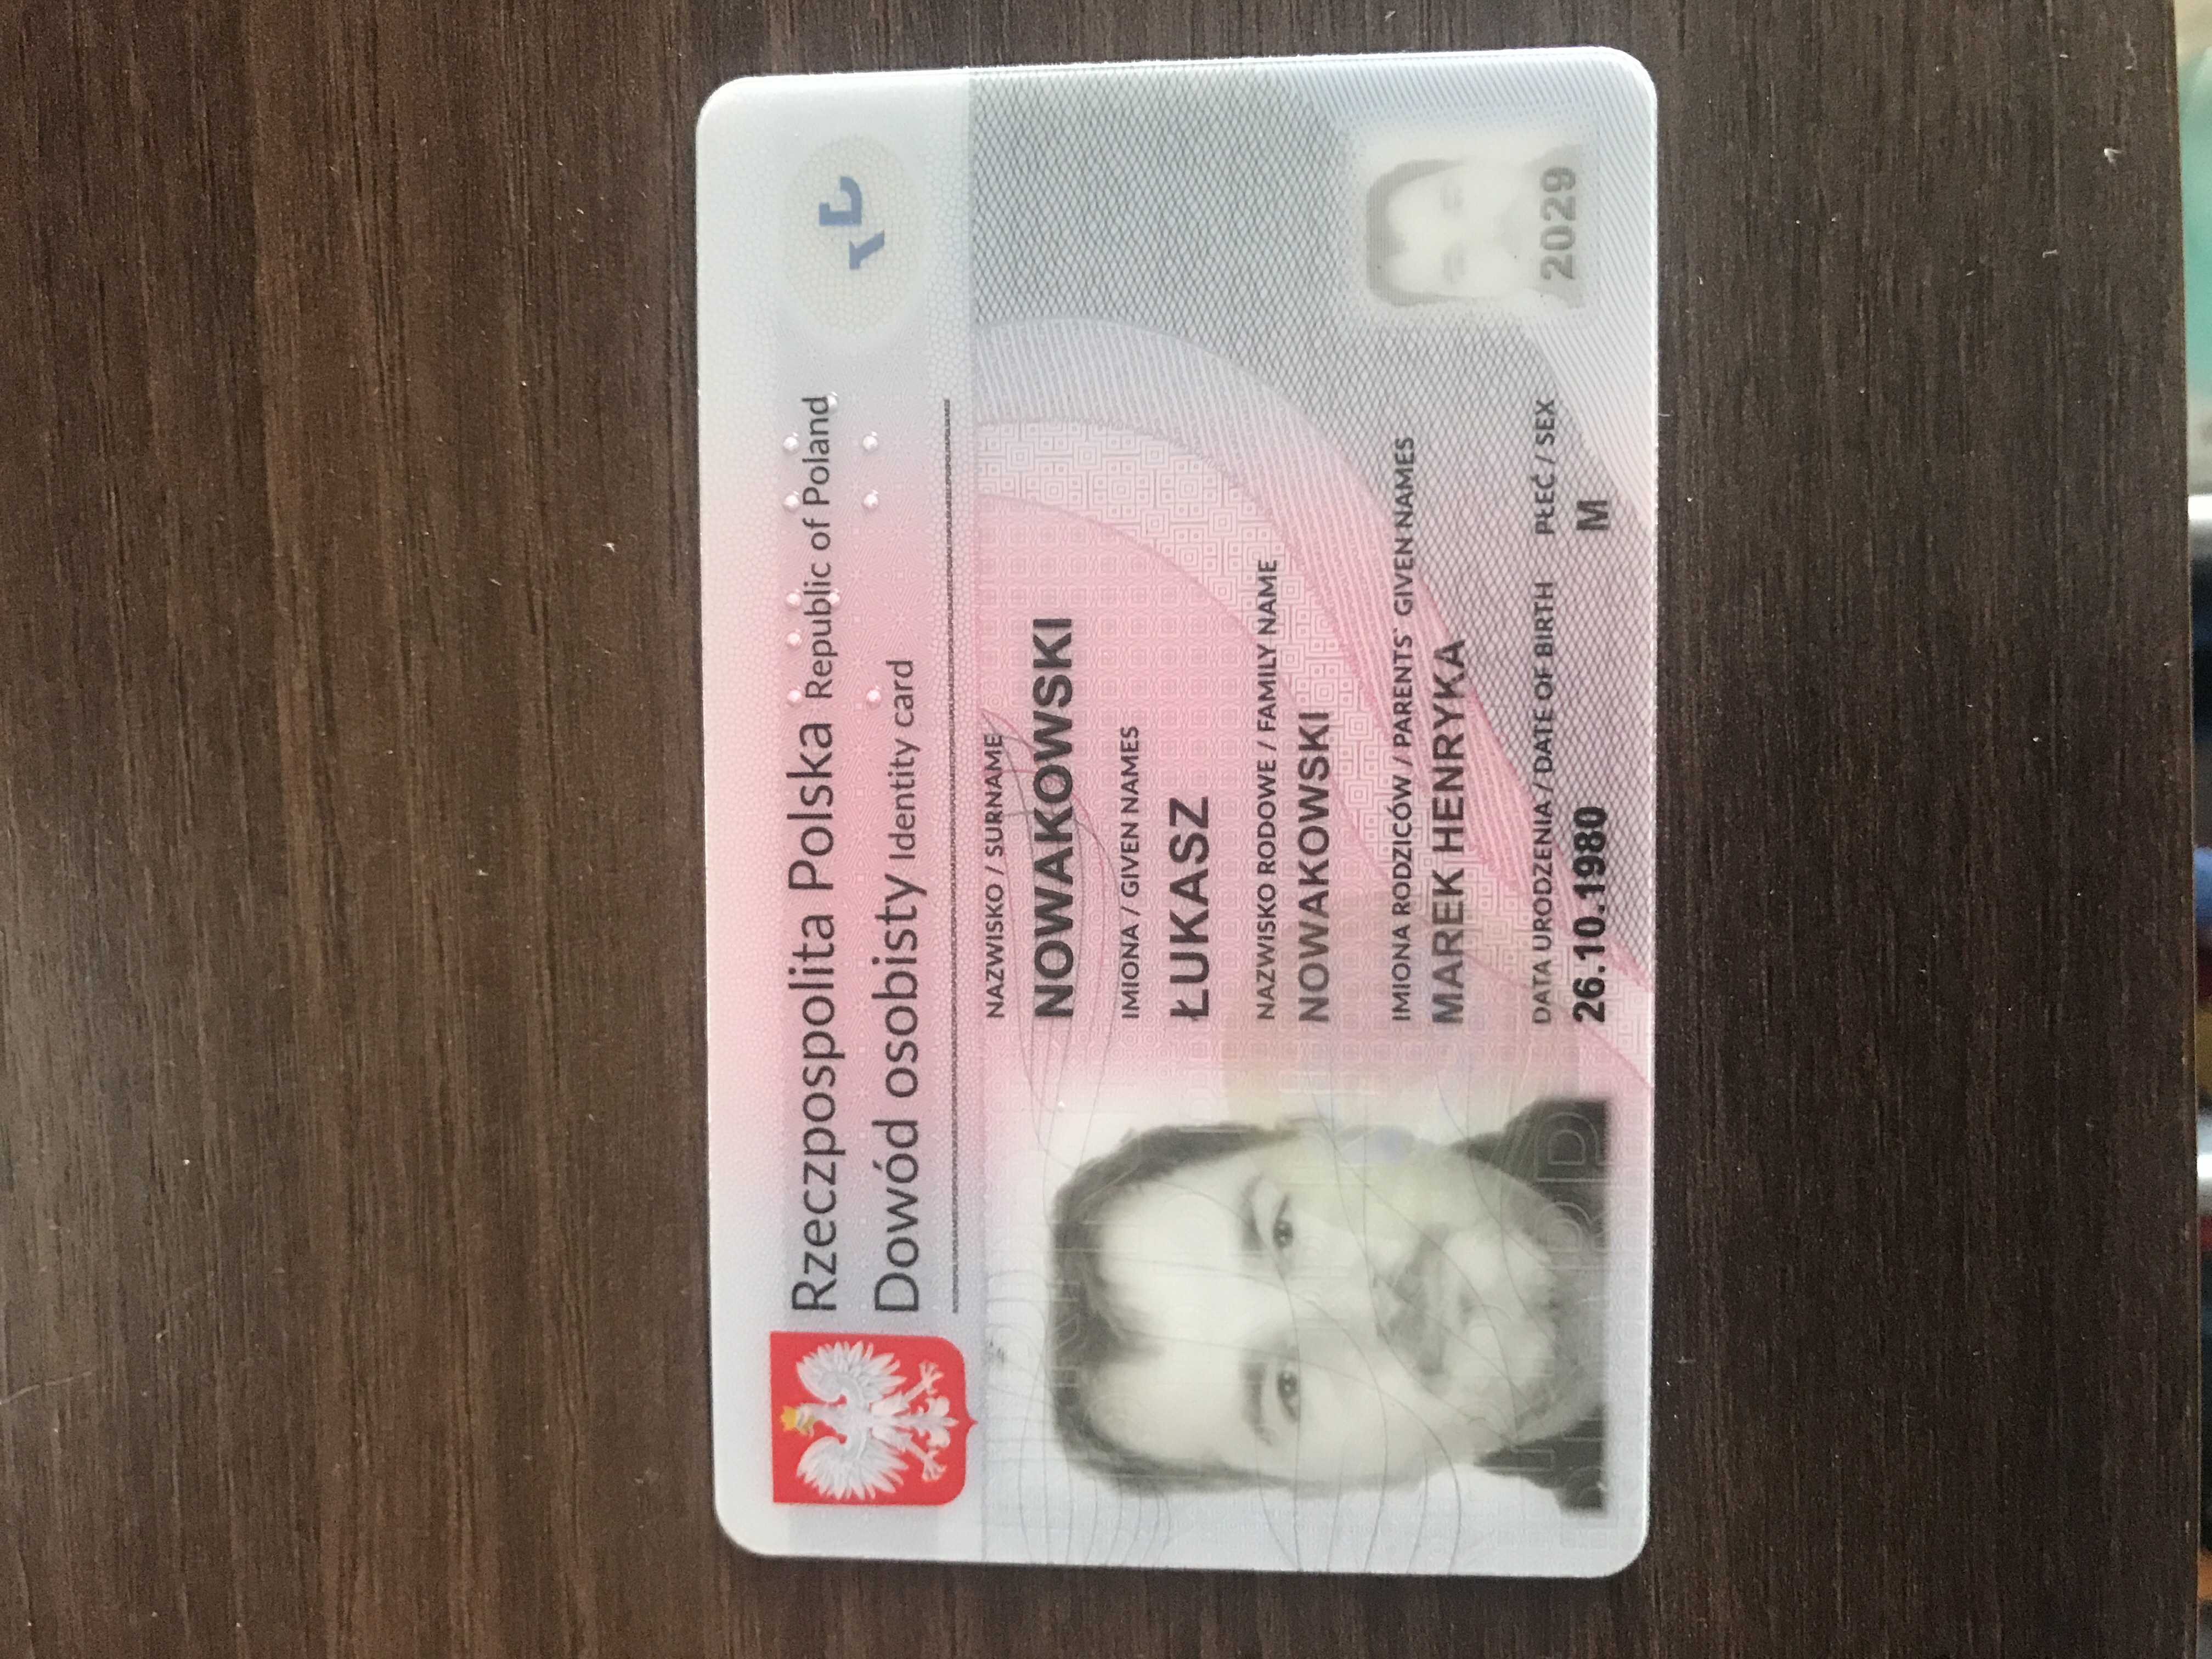 Rzeczpospolita Polska Republic of Poland
Dowód osobisty Identity card
NAZWISKO / SURNAME
NOWAKOWSKI
IMIONA / GIVEN NAMES
ŁUKASZ
NAZWISKO RODOWE / FAMILY NAME
NOWAKOWSKI
IMIONA RODZICÓW / PARENTS` GIVEN NAMES
MAREK HENRYKA
DATA URODZENIA / DATE OF BIRTH PŁEĆ / SEX
26.10.1980 M
2029